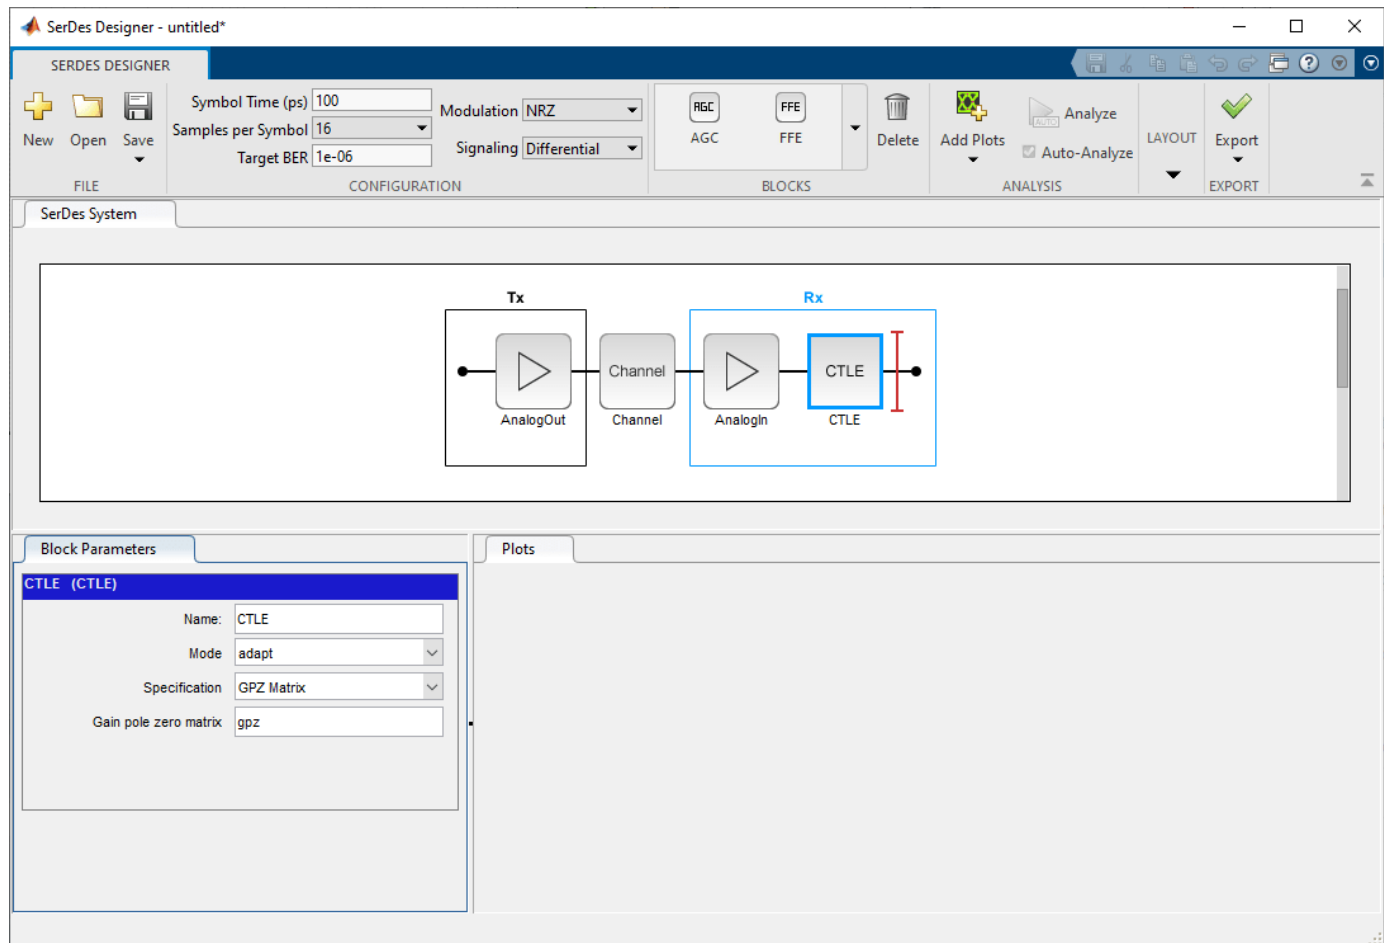 SerDes Designer - untitled*
SERDES DESIGNER
New
Open
Save
FILE
Symbol Time (ps) 100
Samples per Symbol 16
Target BER 1e-06
Modulation NRZ
Signaling Differential
CONFIGURATION
AGC
AGC
FFE
FFE
BLOCKS
Delete
Add Plots
AUTO
Analyze
Auto-Analyze
ANALYSIS
LAYOUT
Export
EXPORT
SerDes System
Tx
Rx
Channel
CTLE
AnalogOut
Channel
AnalogIn
CTLE
Block Parameters
Plots
CTLE (CTLE)
Name: CTLE
Mode adapt
Specification GPZ Matrix
Gain pole zero matrix gpz